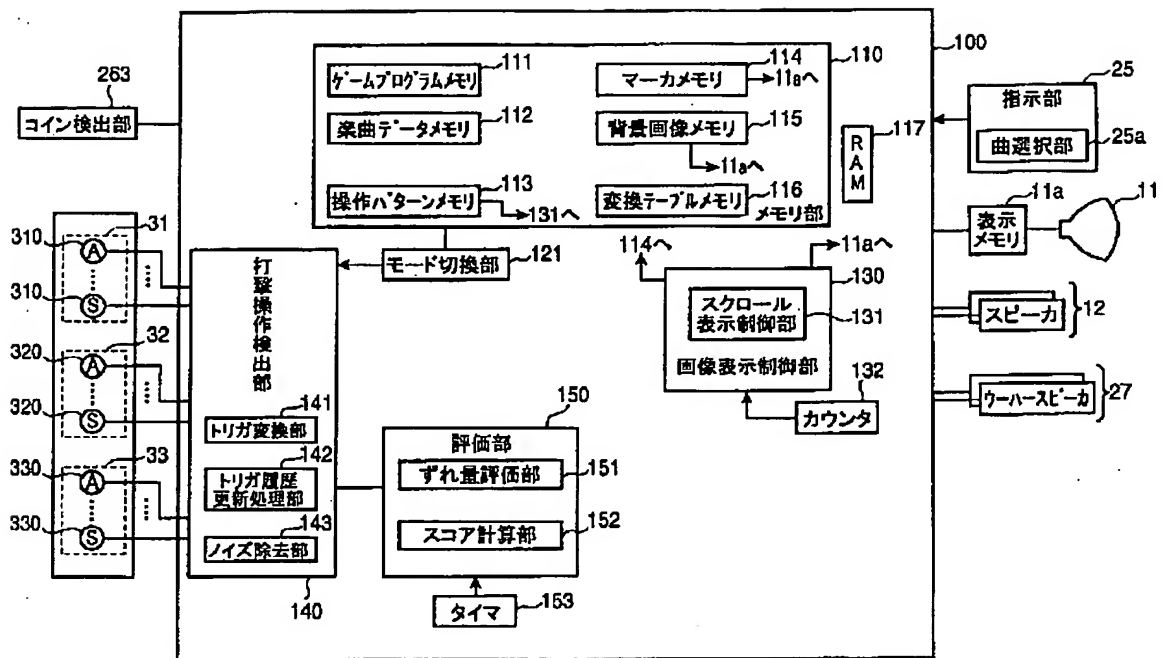 100
263
コイン検出部
111
ゲームプログラムメモリ
112
楽曲データメモリ
113
操作パターンメモリ
131へ
114
マーカメモリ
11aへ
115
背景画像メモリ
11aへ
116
変換テーブルメモリ
メモリ部
110
117
RAM
25
指示部
曲選択部
25a
11a
表示メモリ
11
スピーカ
12
ウーハースピーカ
27
121
モード切換部
114へ
11aへ
130
スクロール
表示制御部
131
画像表示制御部
132
カウンタ
31
310
A
310
S
32
320
A
320
S
33
330
A
330
S
打撃操作検出部
141
トリガ変換部
142
トリガ履歴
更新処理部
143
ノイズ除去部
140
150
評価部
ずれ量評価部
151
スコア計算部
152
タイマ
153